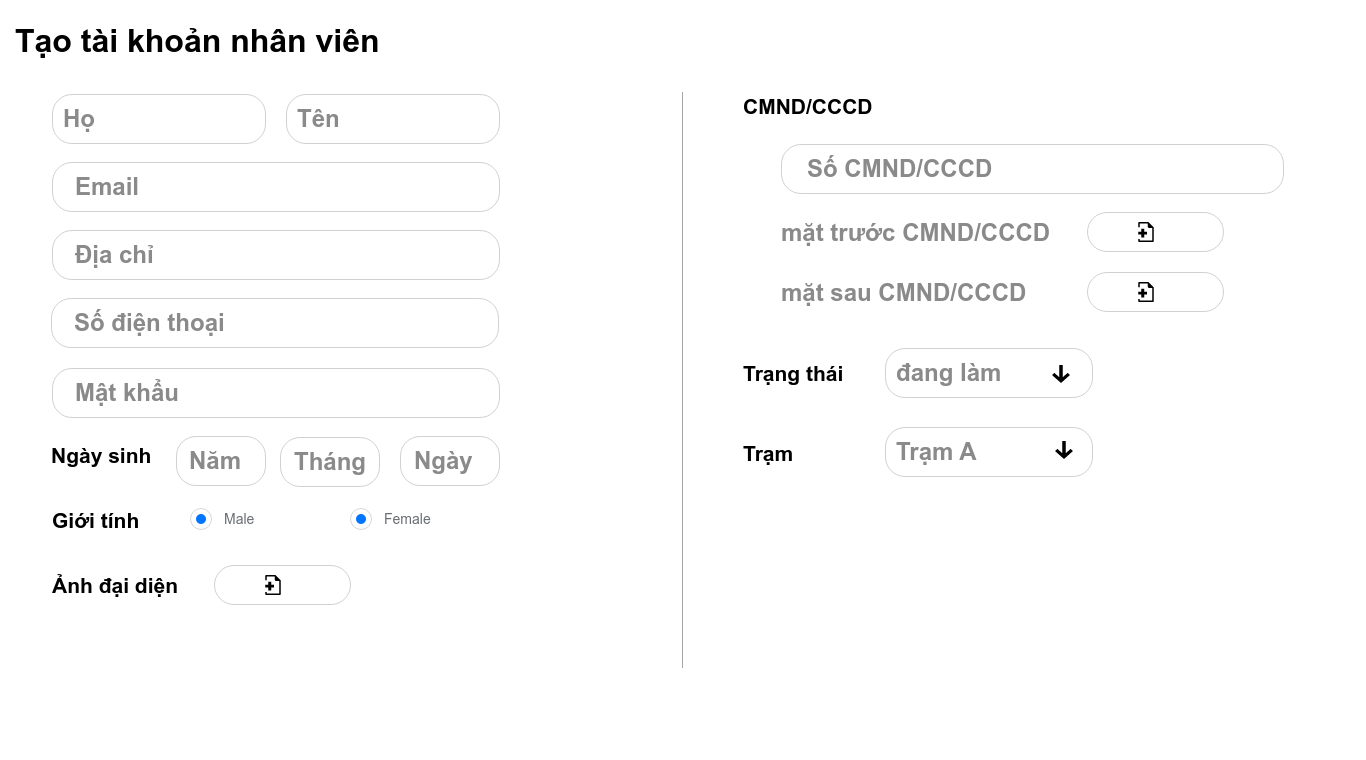 Tạo tài khoản nhân viên
Họ
Tên
Email
Địa chỉ
Số điện thoại
Mật khẩu
Ngày sinh
Năm
Tháng
Ngày
Giới tính
Male
Female
Ảnh đại diện
CMND/CCCD
Số CMND/CCCD
mặt trước CMND/CCCD
mặt sau CMND/CCCD
Trạng thái
đang làm
Trạm
Trạm A